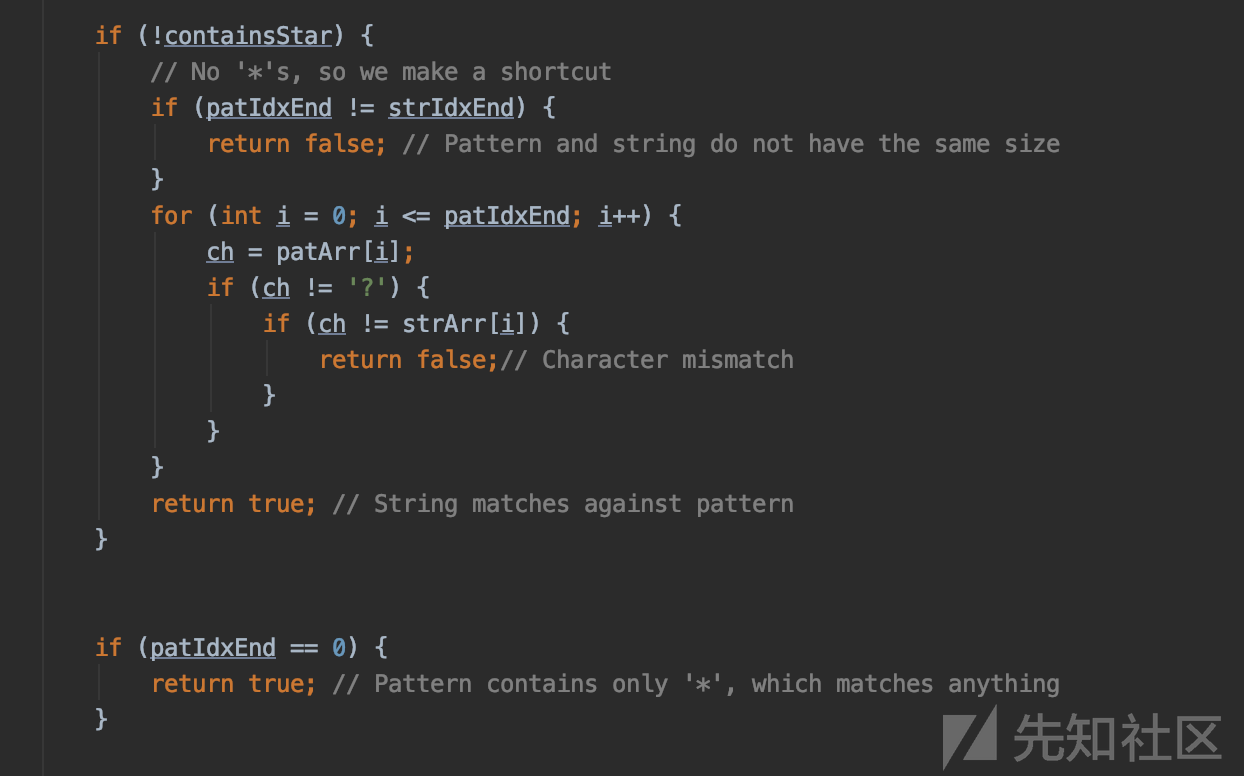 if (!containsStar) {
    // No '*'s, so we make a shortcut
    if (patIdxEnd != strIdxEnd) {
        return false; // Pattern and string do not have the same size
    }
    for (int i = 0; i <= patIdxEnd; i++) {
        ch = patArr[i];
        if (ch != '?') {
            if (ch != strArr[i]) {
                return false;// Character mismatch
            }
        }
    }
    return true; // String matches against pattern
}
if (patIdxEnd == 0) {
    return true; // Pattern contains only '*', which matches anything
}
先知社区